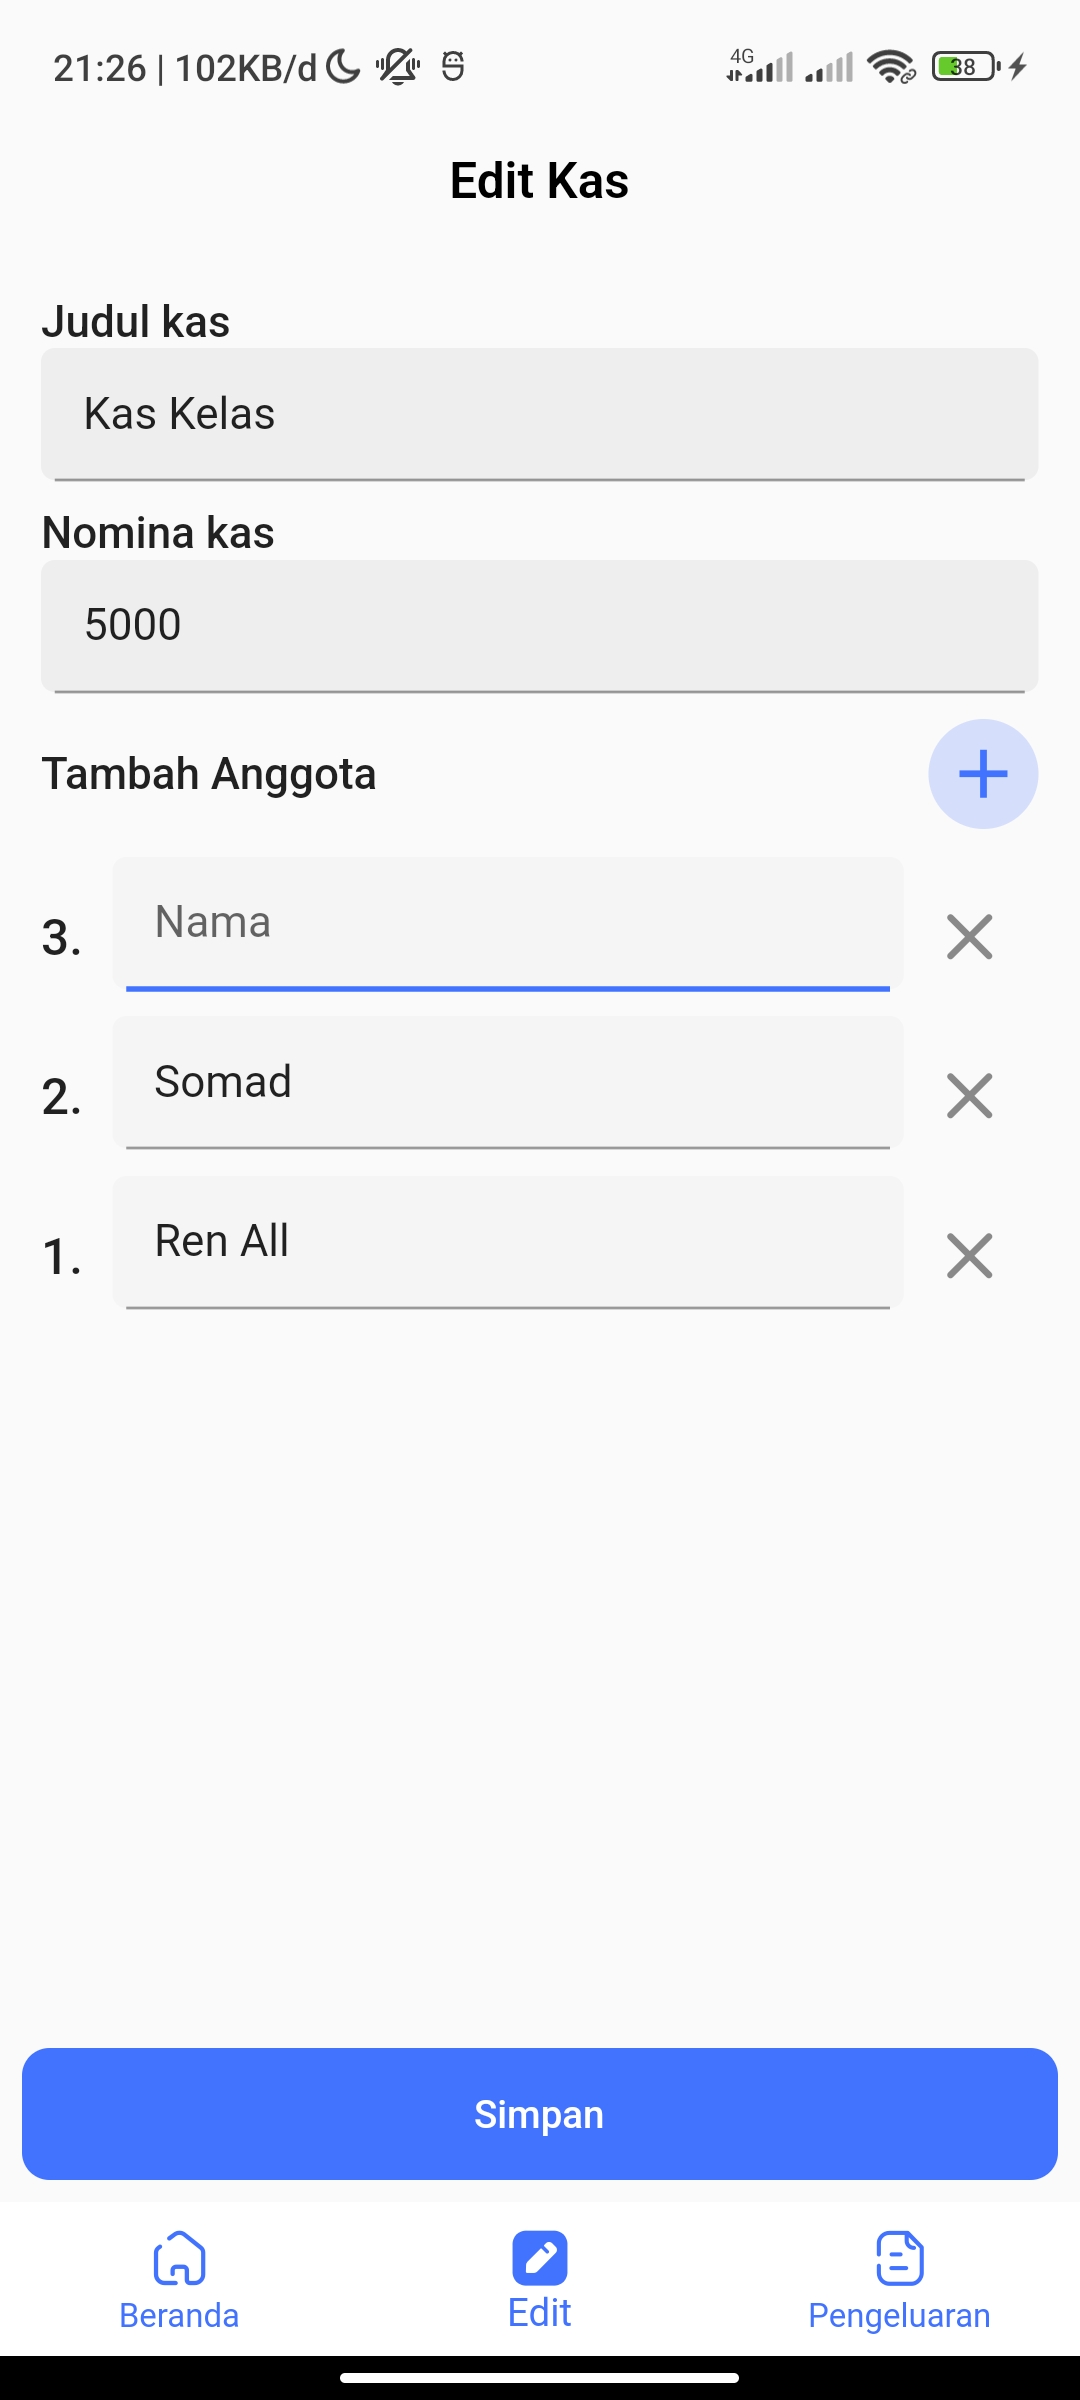 21:26 | 102KB/d
4G
38
Edit Kas
Judul kas
Kas Kelas
Nomina kas
5000
Tambah Anggota
3. Nama
2. Somad
1. Ren All
Simpan
Beranda
Edit
Pengeluaran